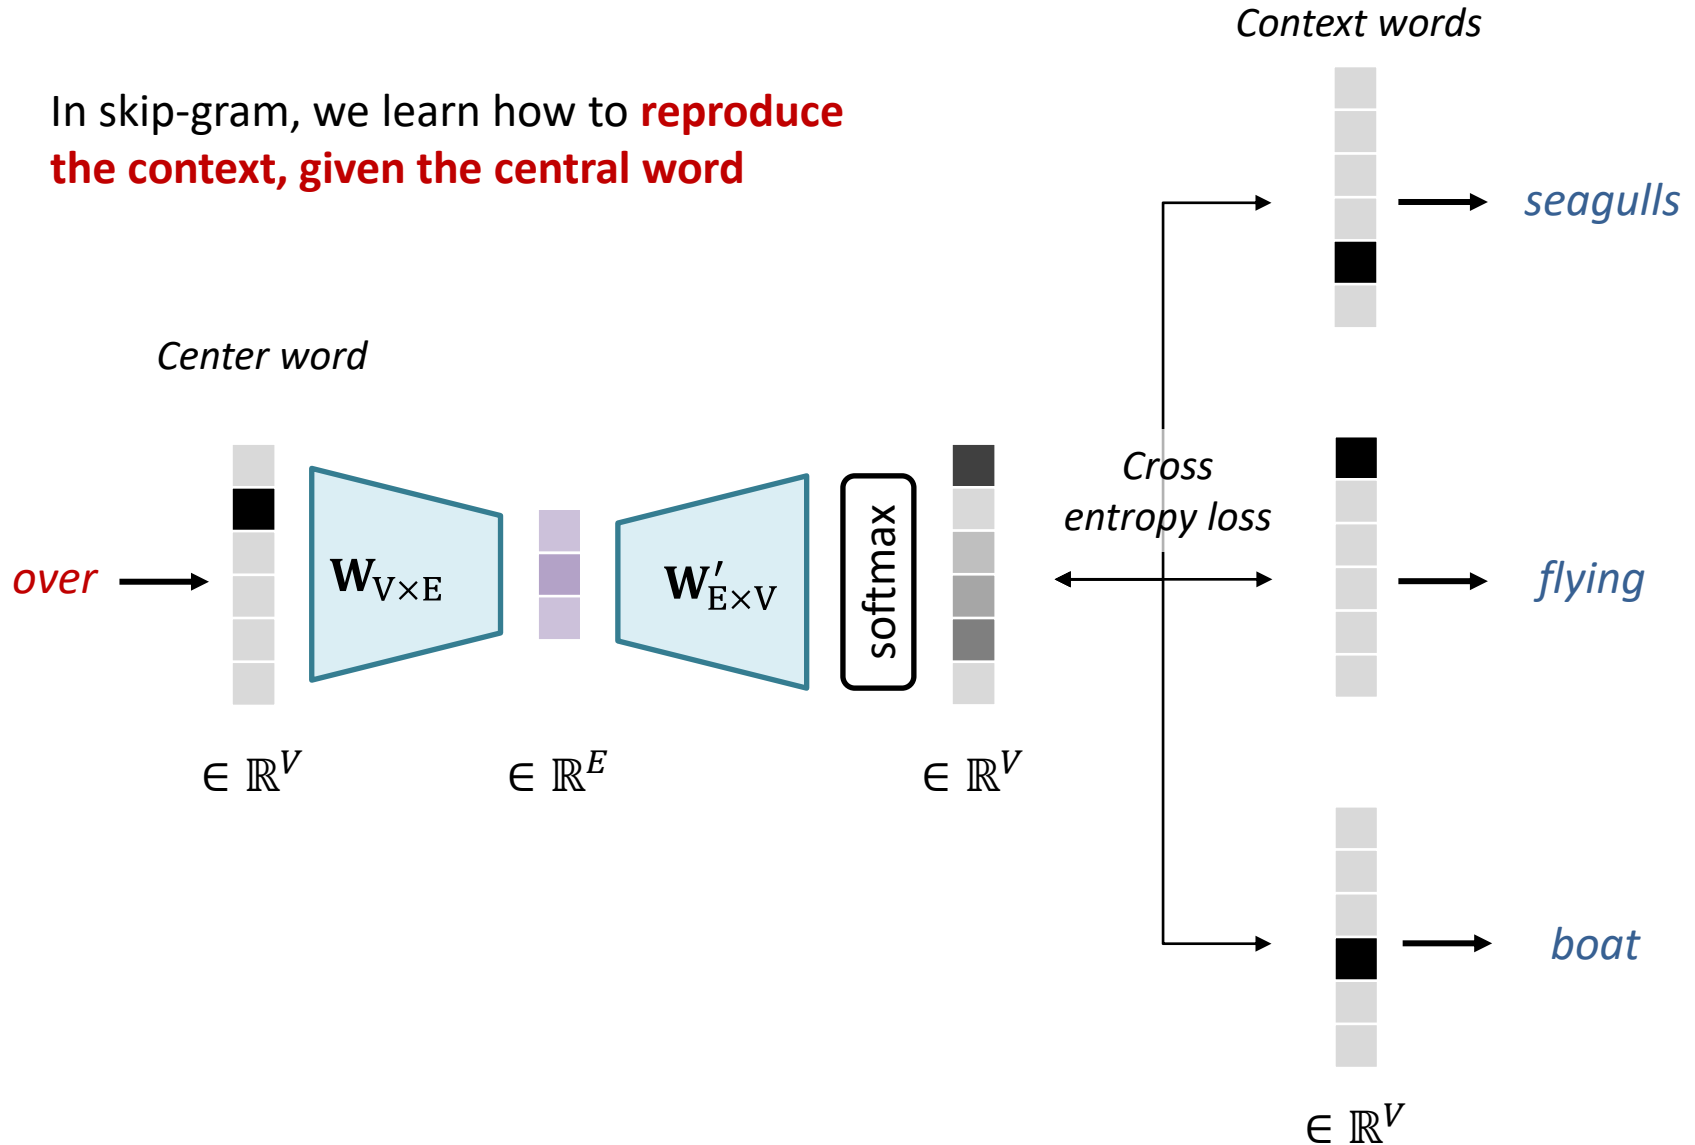 Context words
In skip-gram, we learn how to reproduce
the context, given the central word
seagulls
Center word
Cross
entropy loss
over
W_{V×E}
W'_{E×V}
softmax
flying
∈ ℝ^V
∈ ℝ^E
∈ ℝ^V
boat
∈ ℝ^V